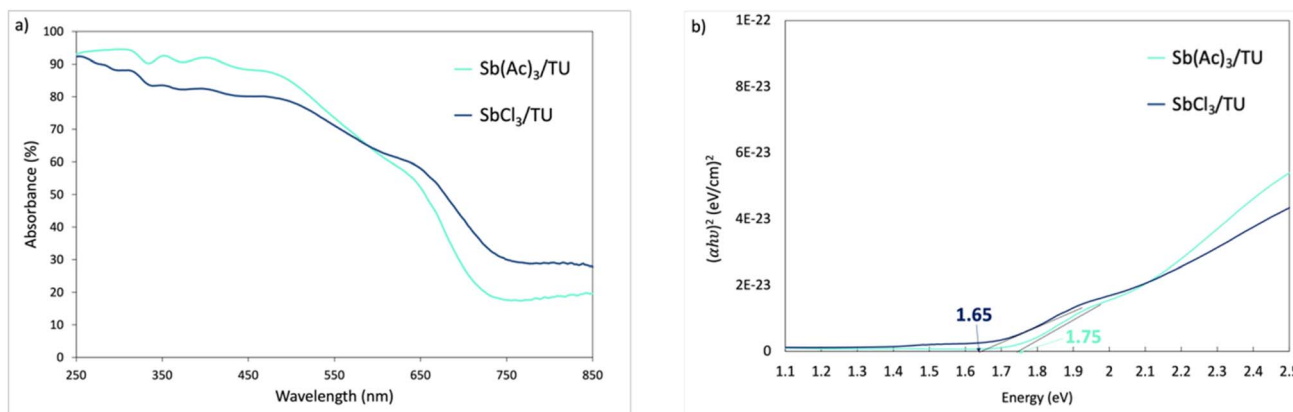 a)
100
90
80
70
60
50
40
30
20
10
0
Absorbance (%)
250 350 450 550 650 750 850
Wavelength (nm)
Sb(Ac)₃/TU
SbCl₃/TU
b)
1E-22
8E-23
6E-23
4E-23
2E-23
0
(αhυ)² (eV/cm)²
1.1 1.2 1.3 1.4 1.5 1.6 1.7 1.8 1.9 2 2.1 2.2 2.3 2.4 2.5
Energy (eV)
Sb(Ac)₃/TU
SbCl₃/TU
1.65
1.75